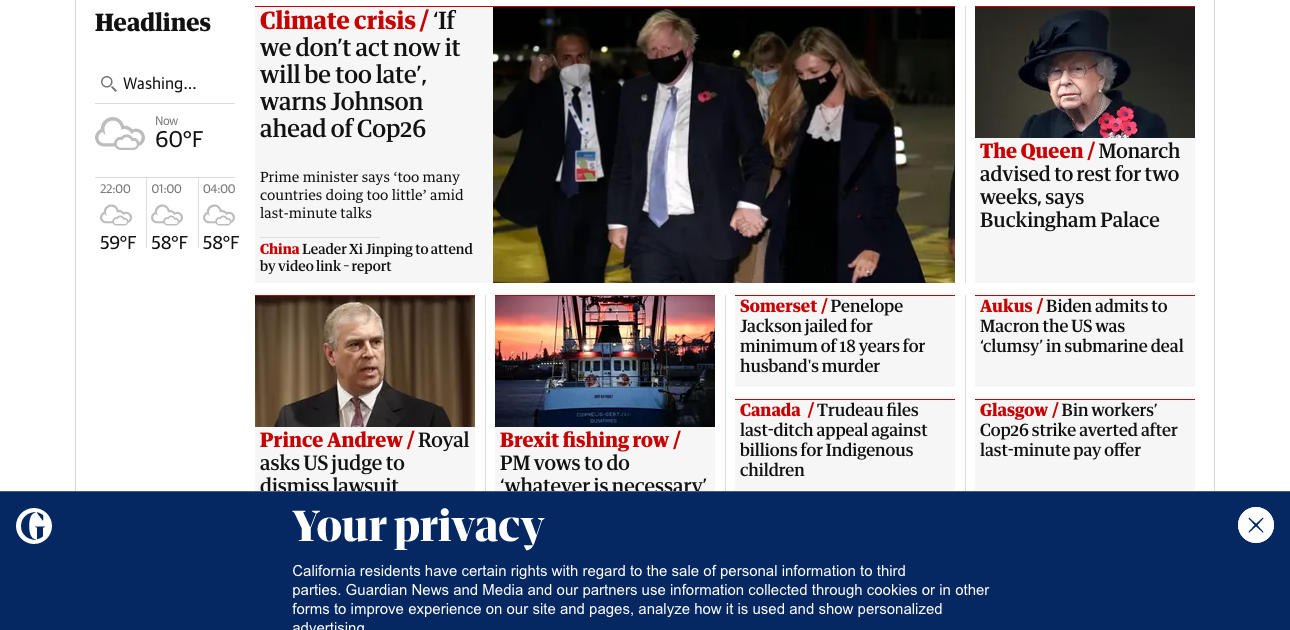 Headlines
Washing...
Now
60°F
22:00
01:00
04:00
59°F
58°F
58°F
Climate crisis / ‘If
we don’t act now it
will be too late’,
warns Johnson
ahead of Cop26
Prime minister says ‘too many
countries doing too little’ amid
last-minute talks
China Leader Xi Jinping to attend
by video link – report
The Queen / Monarch
advised to rest for two
weeks, says
Buckingham Palace
Prince Andrew / Royal
asks US judge to
dismiss lawsuit
Brexit fishing row /
PM vows to do
‘whatever is necessary’
Somerset / Penelope
Jackson jailed for
minimum of 18 years for
husband's murder
Canada / Trudeau files
last-ditch appeal against
billions for Indigenous
children
Aukus / Biden admits to
Macron the US was
‘clumsy’ in submarine deal
Glasgow / Bin workers’
Cop26 strike averted after
last-minute pay offer
Your privacy
California residents have certain rights with regard to the sale of personal information to third
parties. Guardian News and Media and our partners use information collected through cookies or in other
forms to improve experience on our site and pages, analyze how it is used and show personalized
advertising.